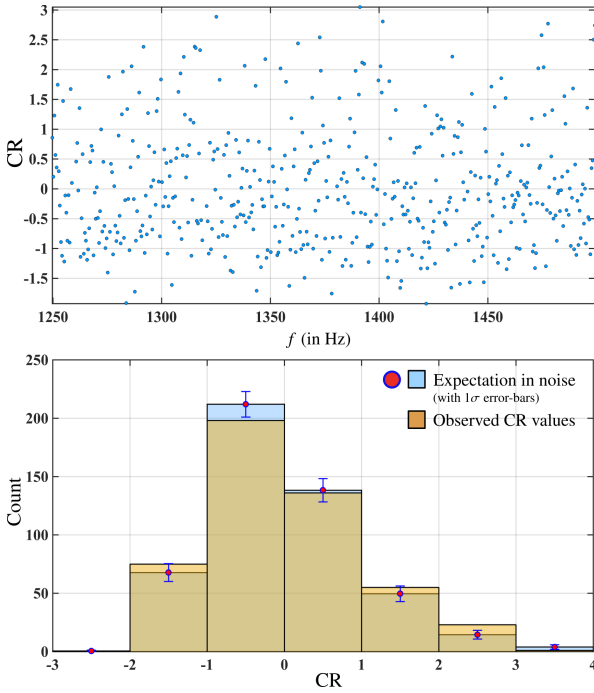 3
2.5
2
1.5
1
0.5
0
-0.5
-1
-1.5
CR
1250 1300 1350 1400 1450
f (in Hz)
250
200
150
100
50
0
Count
Expectation in noise
(with 1σ error-bars)
Observed CR values
-3 -2 -1 0 1 2 3 4
CR